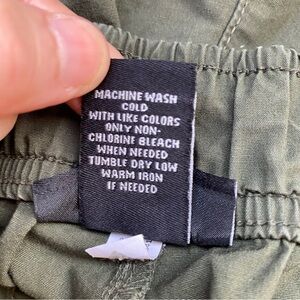 MACHINE WASH
COLD
WITH LIKE COLORS
ONLY NON-
CHLORINE BLEACH
WHEN NEEDED
TUMBLE DRY LOW
WARM IRON
IF NEEDED